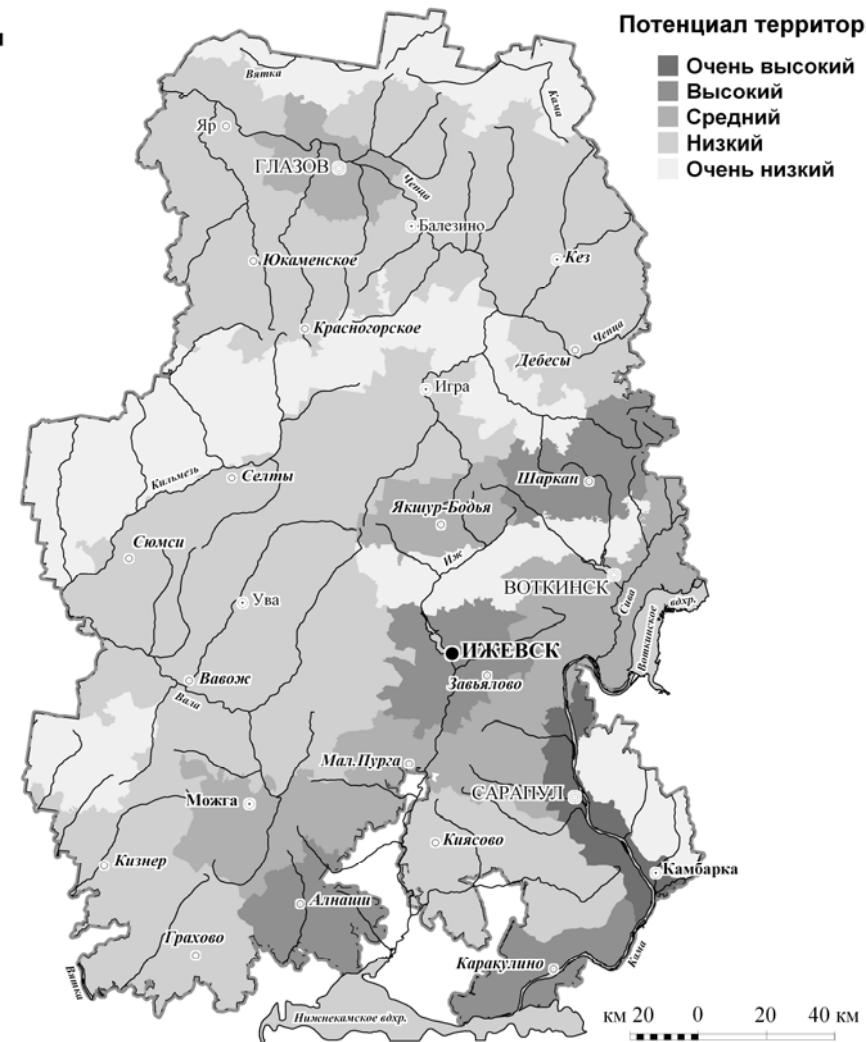 Потенциал территор
Очень высокий
Высокий
Средний
Низкий
Очень низкий
Вятка
Кама
Яр
ГЛАЗОВ
Чепца
Балезино
Юкаменское
Кез
Красногорское
Чепца
Дебесы
Игра
Кильмезь
Селты
Шаркан
Якшур-Бодья
Сюмси
Иж
ВОТКИНСК
Ува
Сива
Воткинское вдхр.
ИЖЕВСК
Завьялово
Вавож
Вала
Мал.Пурга
САРАПУЛ
Можга
Киясово
Кизнер
Камбарка
Алнаши
Грахово
Каракулино
Кама
Вятка
Нижнекамское вдхр.
км 20 0 20 40 км